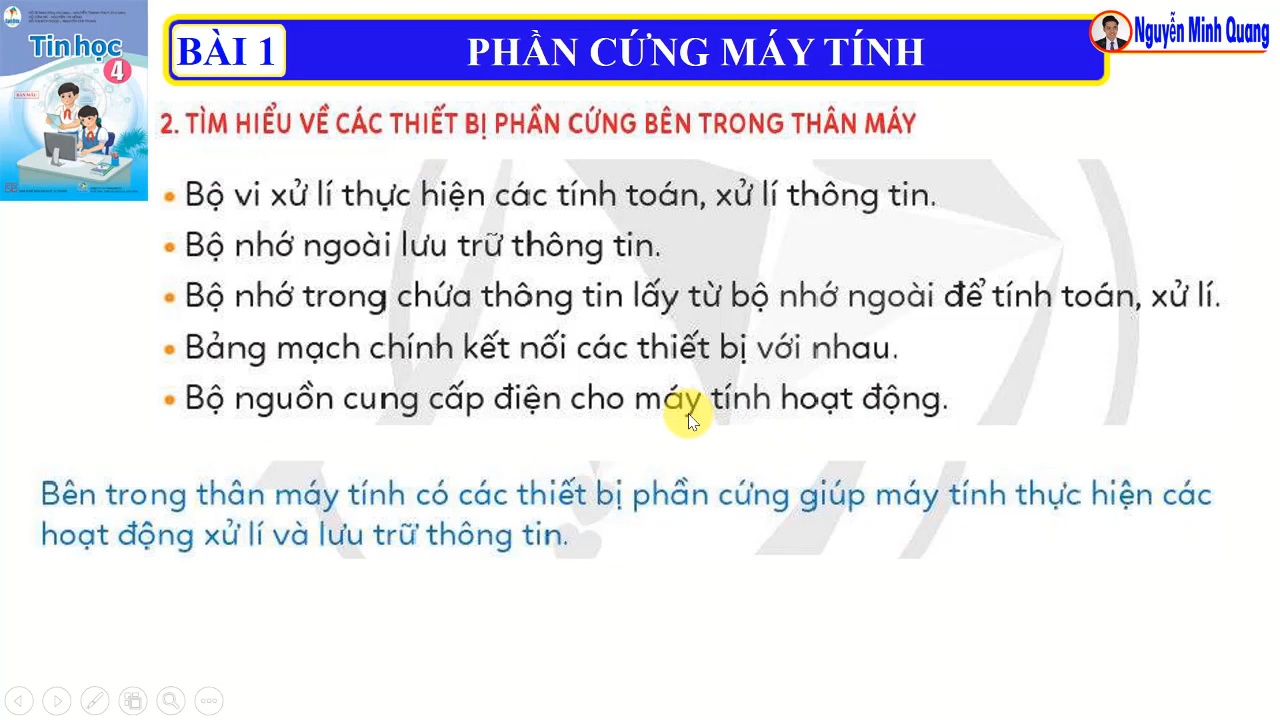 Tin học
4
BÀI 1
PHẦN CỨNG MÁY TÍNH
Nguyễn Minh Quang
2. TÌM HIỂU VỀ CÁC THIẾT BỊ PHẦN CỨNG BÊN TRONG THÂN MÁY
• Bộ vi xử lí thực hiện các tính toán, xử lí thông tin.
• Bộ nhớ ngoài lưu trữ thông tin.
• Bộ nhớ trong chứa thông tin lấy từ bộ nhớ ngoài để tính toán, xử lí.
• Bảng mạch chính kết nối các thiết bị với nhau.
• Bộ nguồn cung cấp điện cho máy tính hoạt động.
Bên trong thân máy tính có các thiết bị phần cứng giúp máy tính thực hiện các
hoạt động xử lí và lưu trữ thông tin.